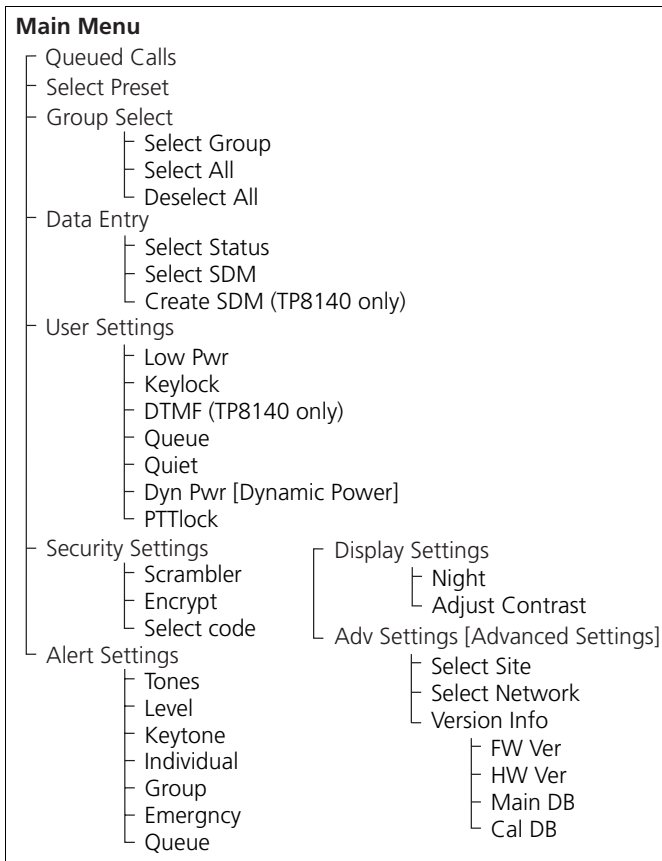 Main Menu
Queued Calls
Select Preset
Group Select
Select Group
Select All
Deselect All
Data Entry
Select Status
Select SDM
Create SDM (TP8140 only)
User Settings
Low Pwr
Keylock
DTMF (TP8140 only)
Queue
Quiet
Dyn Pwr [Dynamic Power]
PTTlock
Security Settings
Scrambler
Encrypt
Select code
Alert Settings
Tones
Level
Keytone
Individual
Group
Emergncy
Queue
Display Settings
Night
Adjust Contrast
Adv Settings [Advanced Settings]
Select Site
Select Network
Version Info
FW Ver
HW Ver
Main DB
Cal DB